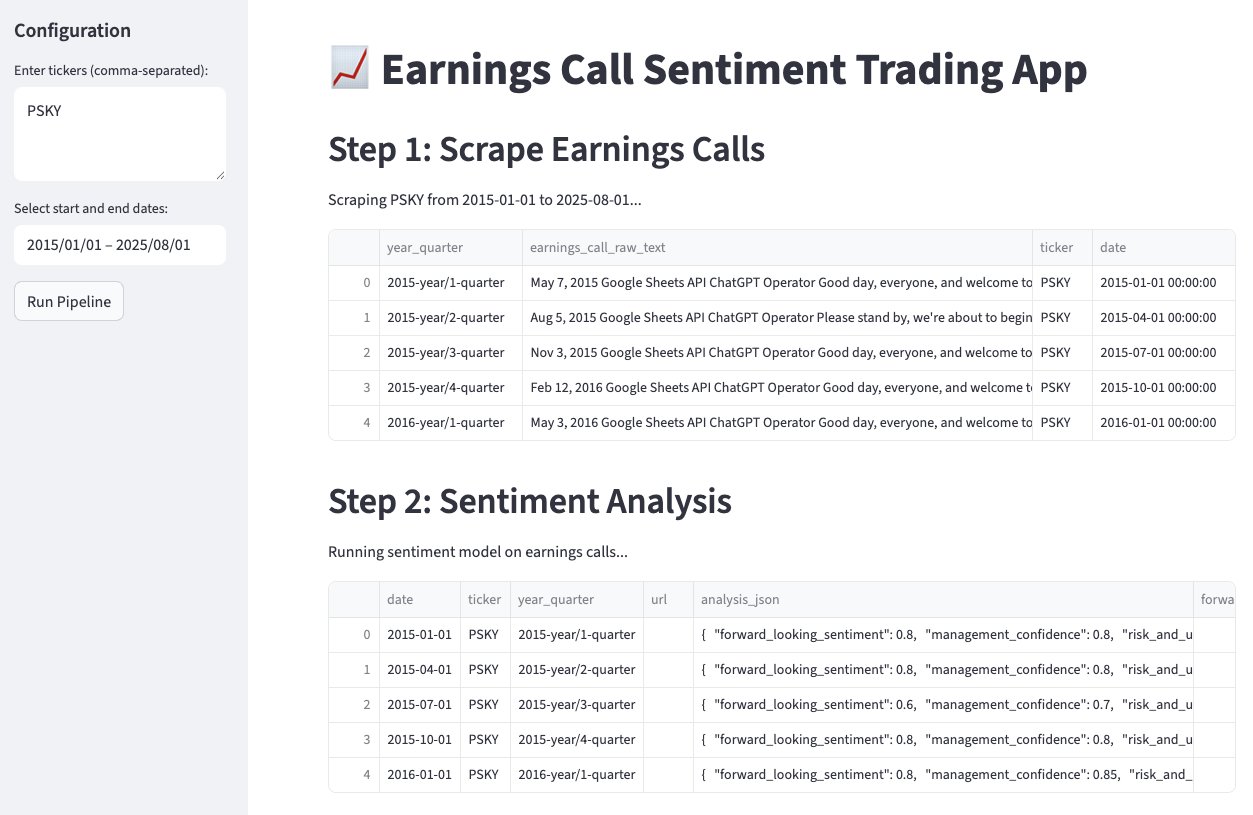 Configuration
Enter tickers (comma-separated):
PSKY
Select start and end dates:
2015/01/01 – 2025/08/01
Run Pipeline
📈 Earnings Call Sentiment Trading App
Step 1: Scrape Earnings Calls
Scraping PSKY from 2015-01-01 to 2025-08-01...
year_quarter earnings_call_raw_text ticker date
0 2015-year/1-quarter May 7, 2015 Google Sheets API ChatGPT Operator Good day, everyone, and welcome to PSKY 2015-01-01 00:00:00
1 2015-year/2-quarter Aug 5, 2015 Google Sheets API ChatGPT Operator Please stand by, we're about to begin PSKY 2015-04-01 00:00:00
2 2015-year/3-quarter Nov 3, 2015 Google Sheets API ChatGPT Operator Good day, everyone, and welcome to PSKY 2015-07-01 00:00:00
3 2015-year/4-quarter Feb 12, 2016 Google Sheets API ChatGPT Operator Good day, everyone, and welcome t PSKY 2015-10-01 00:00:00
4 2016-year/1-quarter May 3, 2016 Google Sheets API ChatGPT Operator Good day, everyone, and welcome to PSKY 2016-01-01 00:00:00
Step 2: Sentiment Analysis
Running sentiment model on earnings calls...
date ticker year_quarter url analysis_json forwa
0 2015-01-01 PSKY 2015-year/1-quarter { "forward_looking_sentiment": 0.8, "management_confidence": 0.8, "risk_and_u
1 2015-04-01 PSKY 2015-year/2-quarter { "forward_looking_sentiment": 0.8, "management_confidence": 0.8, "risk_and_u
2 2015-07-01 PSKY 2015-year/3-quarter { "forward_looking_sentiment": 0.6, "management_confidence": 0.7, "risk_and_u
3 2015-10-01 PSKY 2015-year/4-quarter { "forward_looking_sentiment": 0.8, "management_confidence": 0.8, "risk_and_u
4 2016-01-01 PSKY 2016-year/1-quarter { "forward_looking_sentiment": 0.8, "management_confidence": 0.85, "risk_and_